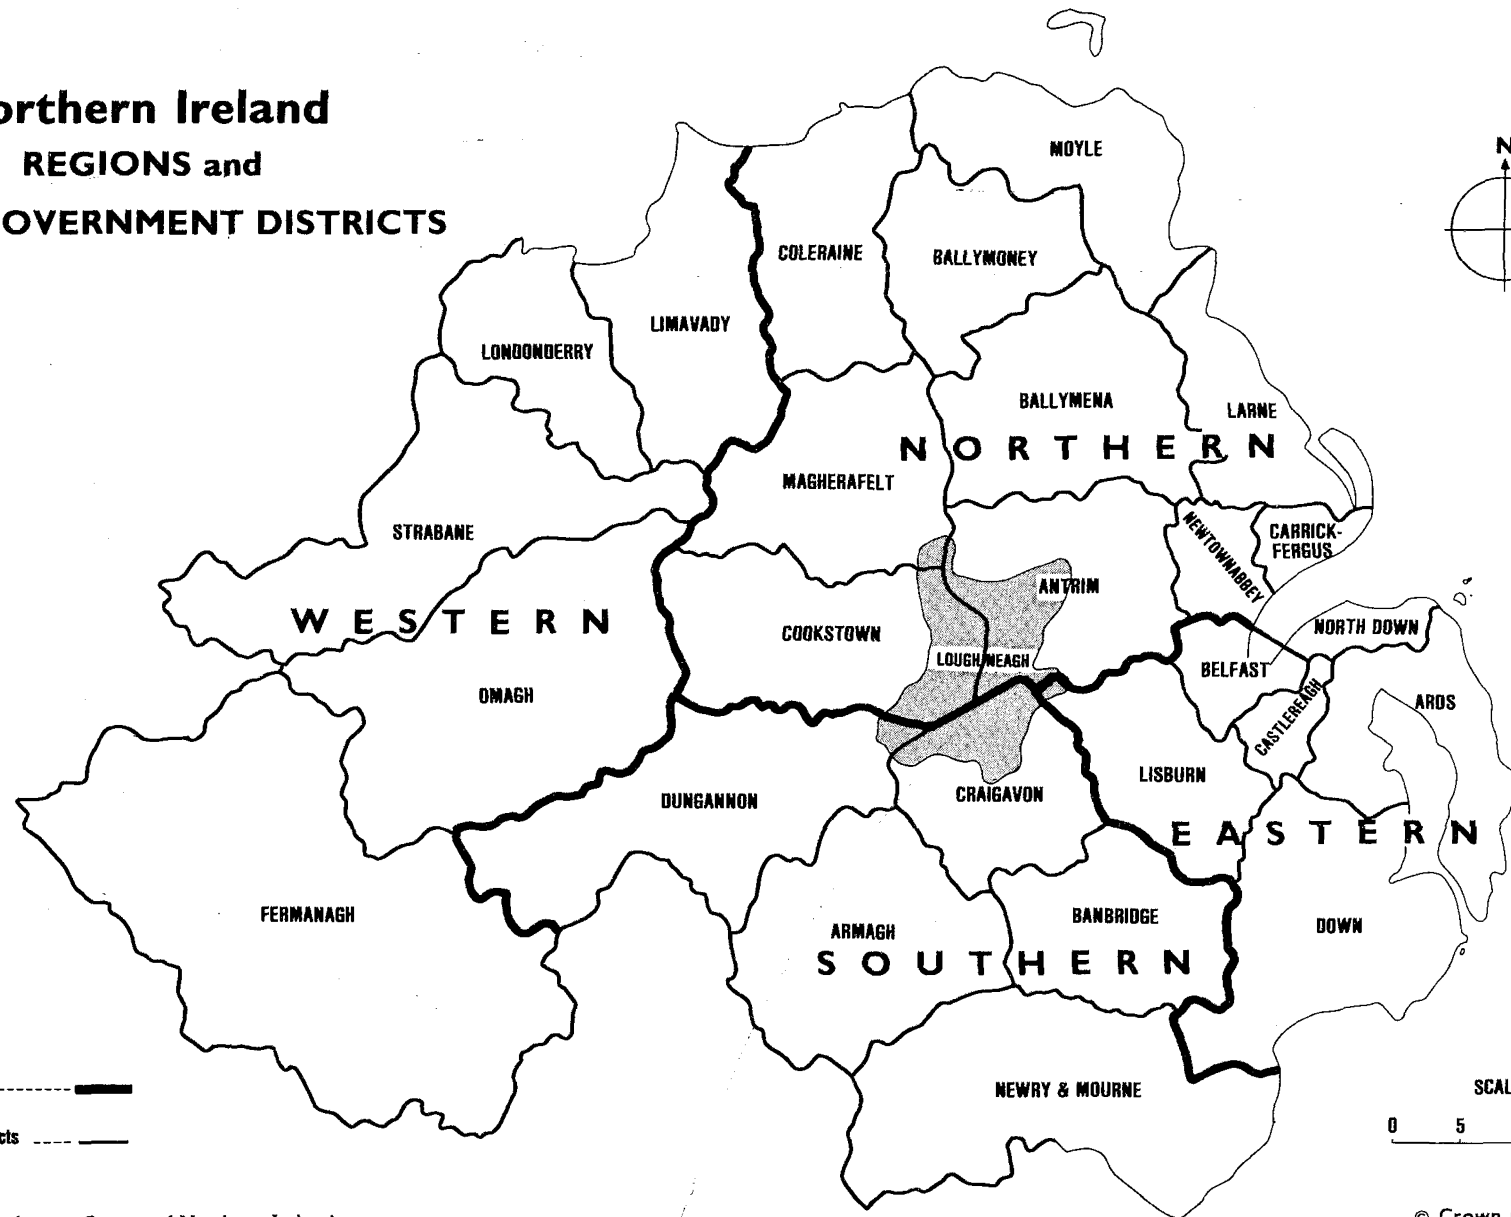 orthern Ireland
REGIONS and
OVERNMENT DISTRICTS
N
MOYLE
COLERAINE
BALLYMONEY
LIMAVADY
LONDONDERRY
BALLYMENA
LARNE
NORTHERN
MAGHERAFELT
STRABANE
NEWTOWNABBEY
CARRICK-
FERGUS
ANTRIM
WESTERN
COOKSTOWN
NORTH DOWN
LOUGH NEAGH
BELFAST
OMAGH
CASTLEREAGH
ARDS
LISBURN
DUNGANNON
CRAIGAVON
EASTERN
FERMANAGH
ARMAGH
BANBRIDGE
DOWN
SOUTHERN
NEWRY & MOURNE
SCAL
0 5
cts
© Crown